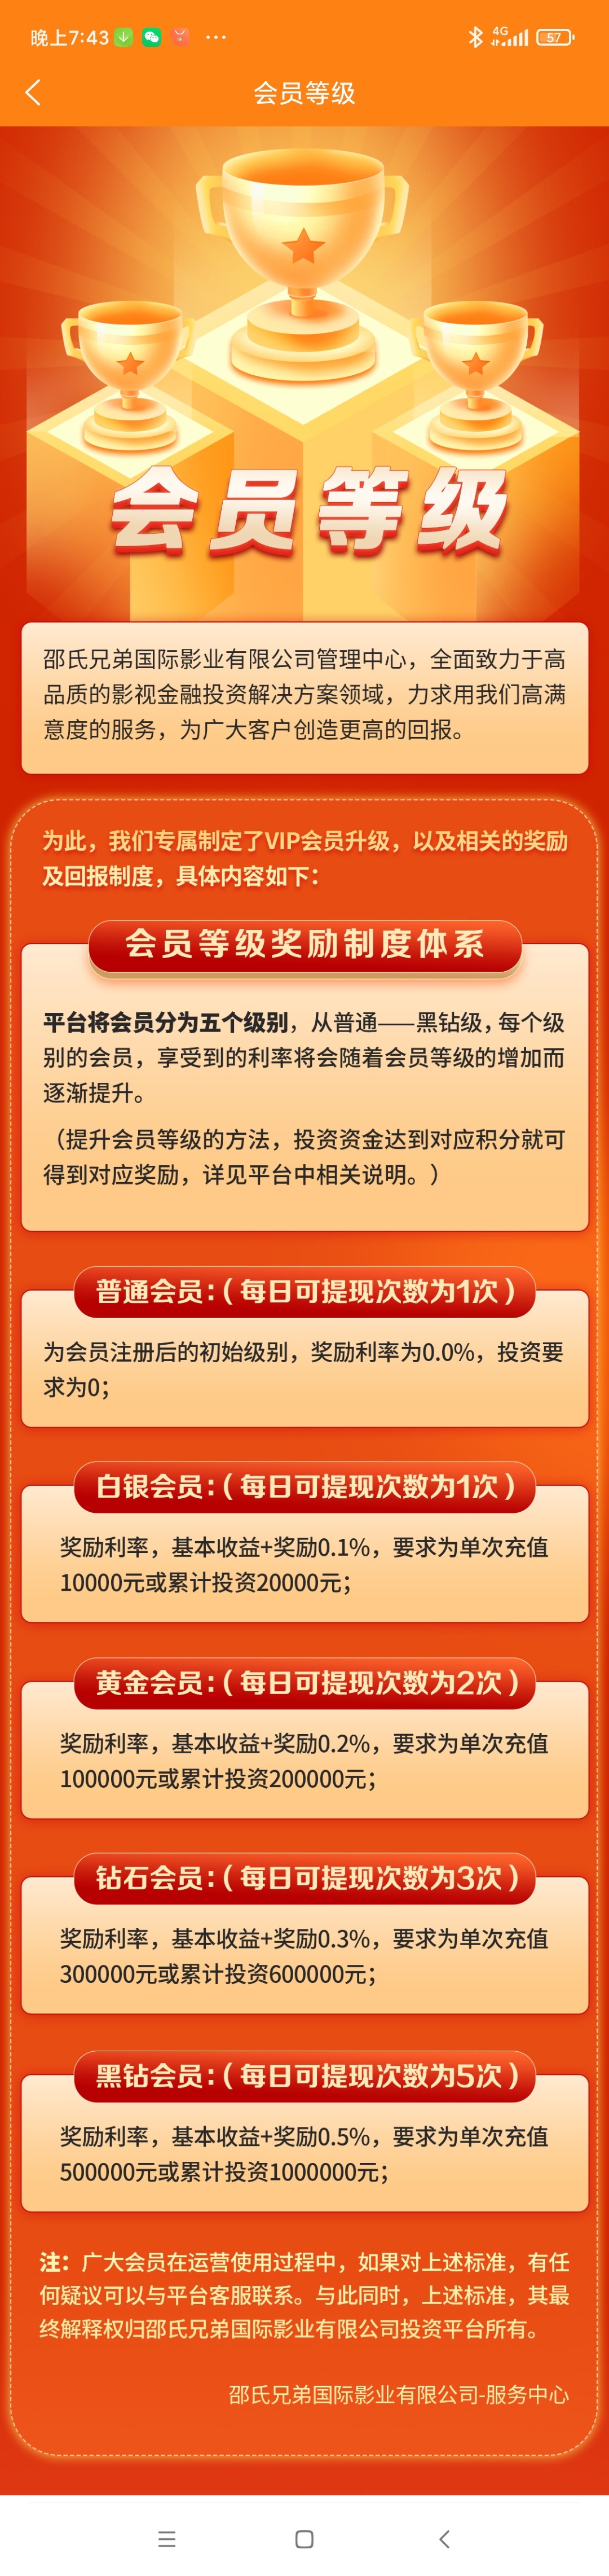 晚上7:43
4G
57
会员等级
会员等级
邵氏兄弟国际影业有限公司管理中心，全面致力于高
品质的影视金融投资解决方案领域，力求用我们高满
意度的服务，为广大客户创造更高的回报。
为此，我们专属制定了VIP会员升级，以及相关的奖励
及回报制度，具体内容如下：
会员等级奖励制度体系
平台将会员分为五个级别，从普通——黑钻级，每个级
别的会员，享受到的利率将会随着会员等级的增加而
逐渐提升。
（提升会员等级的方法，投资资金达到对应积分就可
得到对应奖励，详见平台中相关说明。）
普通会员：（每日可提现次数为1次）
为会员注册后的初始级别，奖励利率为0.0%，投资要
求为0；
白银会员：（每日可提现次数为1次）
奖励利率，基本收益+奖励0.1%，要求为单次充值
10000元或累计投资20000元；
黄金会员：（每日可提现次数为2次）
奖励利率，基本收益+奖励0.2%，要求为单次充值
100000元或累计投资200000元；
钻石会员：（每日可提现次数为3次）
奖励利率，基本收益+奖励0.3%，要求为单次充值
300000元或累计投资600000元；
黑钻会员：（每日可提现次数为5次）
奖励利率，基本收益+奖励0.5%，要求为单次充值
500000元或累计投资1000000元；
注：广大会员在运营使用过程中，如果对上述标准，有任
何疑议可以与平台客服联系。与此同时，上述标准，其最
终解释权归邵氏兄弟国际影业有限公司投资平台所有。
邵氏兄弟国际影业有限公司-服务中心